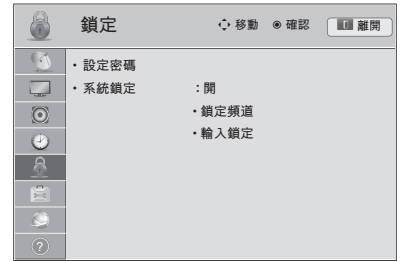 鎖定 移動 確認 離開
・設定密碼
・系統鎖定 ：開
・鎖定頻道
・輸入鎖定
?